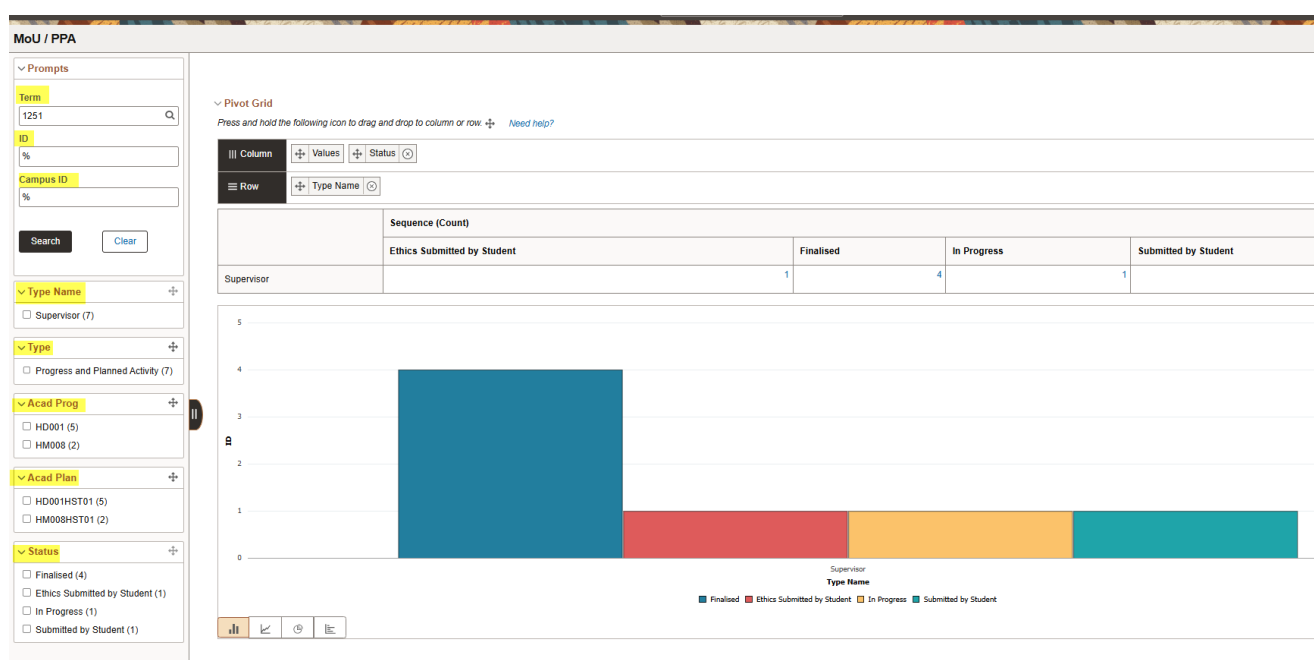 MoU / PPA
Prompts
Term
1251
ID
%
Campus ID
%
Search Clear
Type Name
Supervisor (7)
Type
Progress and Planned Activity (7)
Acad Prog
HD001 (5)
HM008 (2)
Acad Plan
HD001HST01 (5)
HM008HST01 (2)
Status
Finalised (4)
Ethics Submitted by Student (1)
In Progress (1)
Submitted by Student (1)
Pivot Grid
Press and hold the following icon to drag and drop to column or row. Need help?
Column Values Status
Row Type Name
Sequence (Count)
Ethics Submitted by Student Finalised In Progress Submitted by Student
Supervisor 1 4 1
5
4
3
2
1
0
ID
Supervisor
Type Name
Finalised Ethics Submitted by Student In Progress Submitted by Student